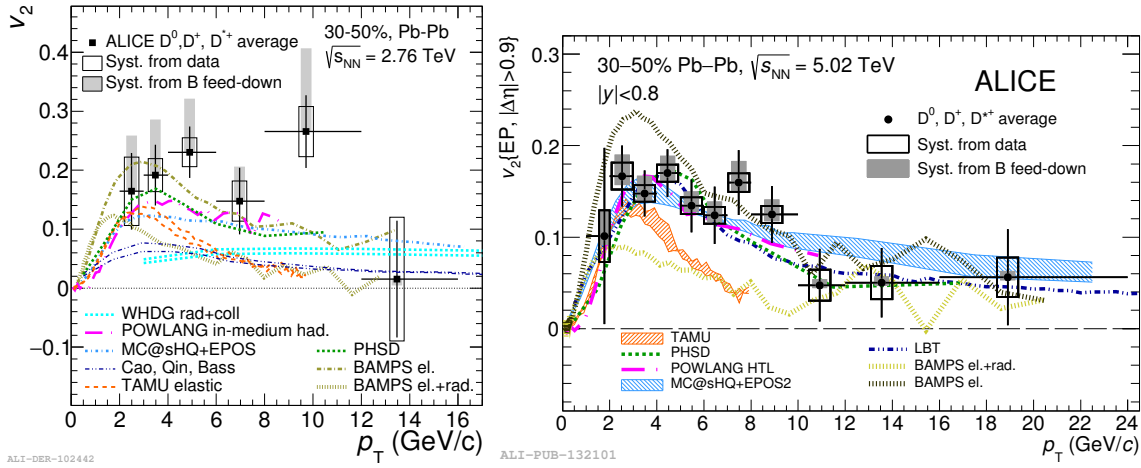 v2
0.4
0.3
0.2
0.1
0
−0.1
ALICE D0,D+, D*+ average
Syst. from data
Syst. from B feed-down
30-50%, Pb-Pb
√sNN = 2.76 TeV
WHDG rad+coll
POWLANG in-medium had.
MC@sHQ+EPOS
Cao, Qin, Bass
TAMU elastic
PHSD
BAMPS el.
BAMPS el.+rad.
0 2 4 6 8 10 12 14 16
pT (GeV/c)
ALI-DER-102442
v2{EP, |Δη|>0.9}
0.3
0.2
0.1
0
30–50% Pb–Pb, √sNN = 5.02 TeV
|y|<0.8
ALICE
D0, D+, D*+ average
Syst. from data
Syst. from B feed-down
TAMU
PHSD
POWLANG HTL
MC@sHQ+EPOS2
LBT
BAMPS el.+rad.
BAMPS el.
0 2 4 6 8 10 12 14 16 18 20 22 24
pT (GeV/c)
ALI-PUB-132101